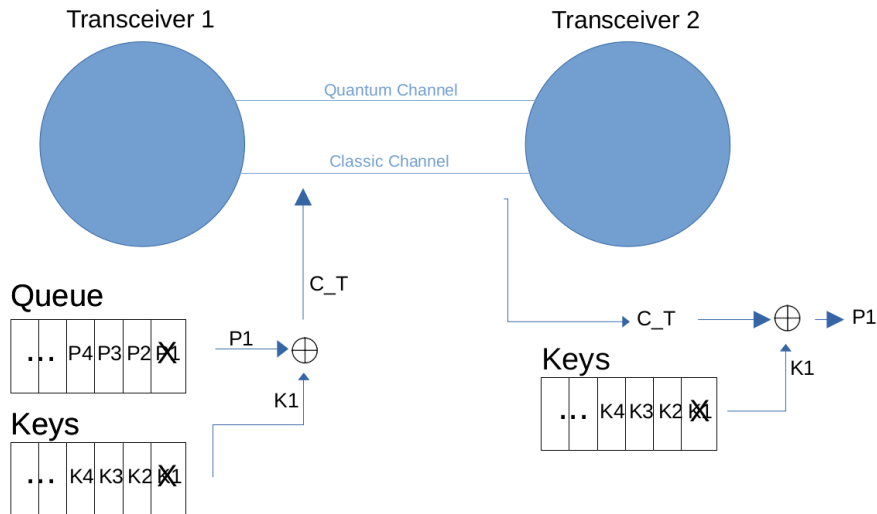 Transceiver 1
Transceiver 2
Quantum Channel
Classic Channel
C_T
Queue
... P4 P3 P2 P1
P1
Keys
... K4 K3 K2 K1
K1
C_T
P1
Keys
... K4 K3 K2 K1
K1